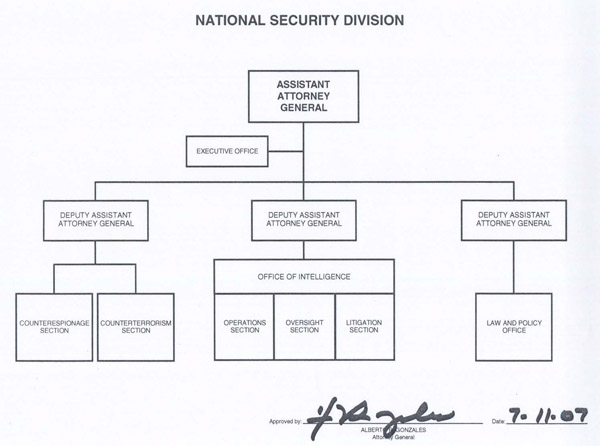 NATIONAL SECURITY DIVISION
ASSISTANT
ATTORNEY
GENERAL
EXECUTIVE OFFICE
DEPUTY ASSISTANT
ATTORNEY GENERAL
DEPUTY ASSISTANT
ATTORNEY GENERAL
DEPUTY ASSISTANT
ATTORNEY GENERAL
OFFICE OF INTELLIGENCE
COUNTERESPIONAGE
SECTION
COUNTERTERRORISM
SECTION
OPERATIONS
SECTION
OVERSIGHT
SECTION
LITIGATION
SECTION
LAW AND POLICY
OFFICE
Approved by:
Date: 7-11-07
ALBERTO GONZALES
Attorney General